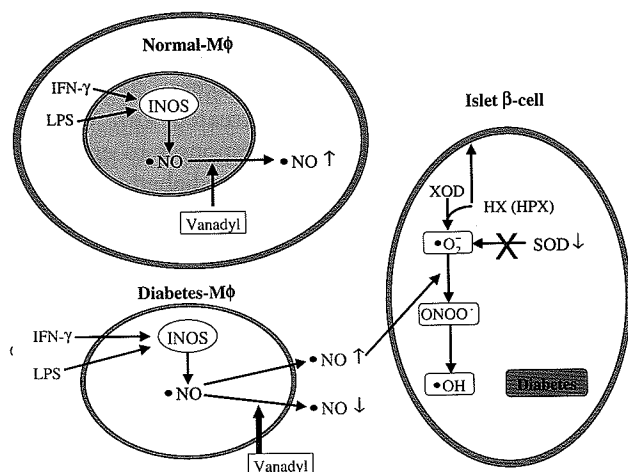 Normal-Mϕ
IFN-γ
LPS
INOS
•NO
•NO ↑
Vanadyl
Diabetes-Mϕ
IFN-γ
LPS
INOS
•NO
•NO ↑
•NO ↓
Vanadyl
Islet β-cell
XOD
HX (HPX)
•O₂⁻
SOD ↓
ONOO·
•OH
Diabetes